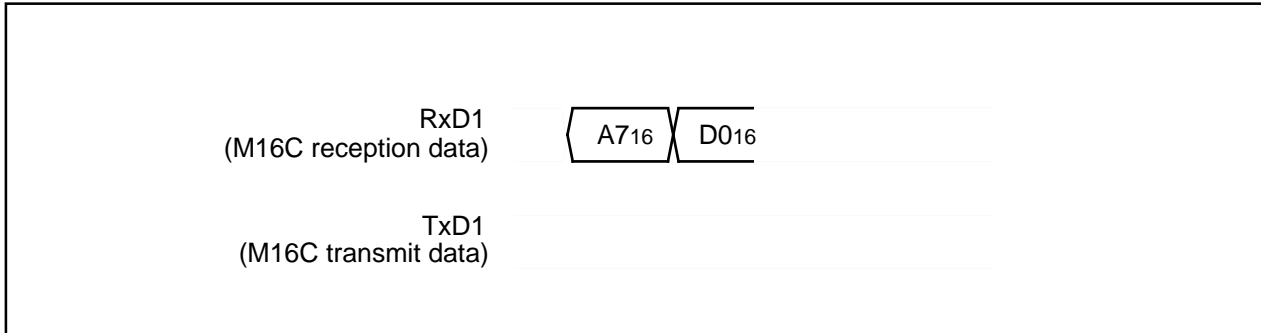 RxD1
(M16C reception data)
A716 D016
TxD1
(M16C transmit data)